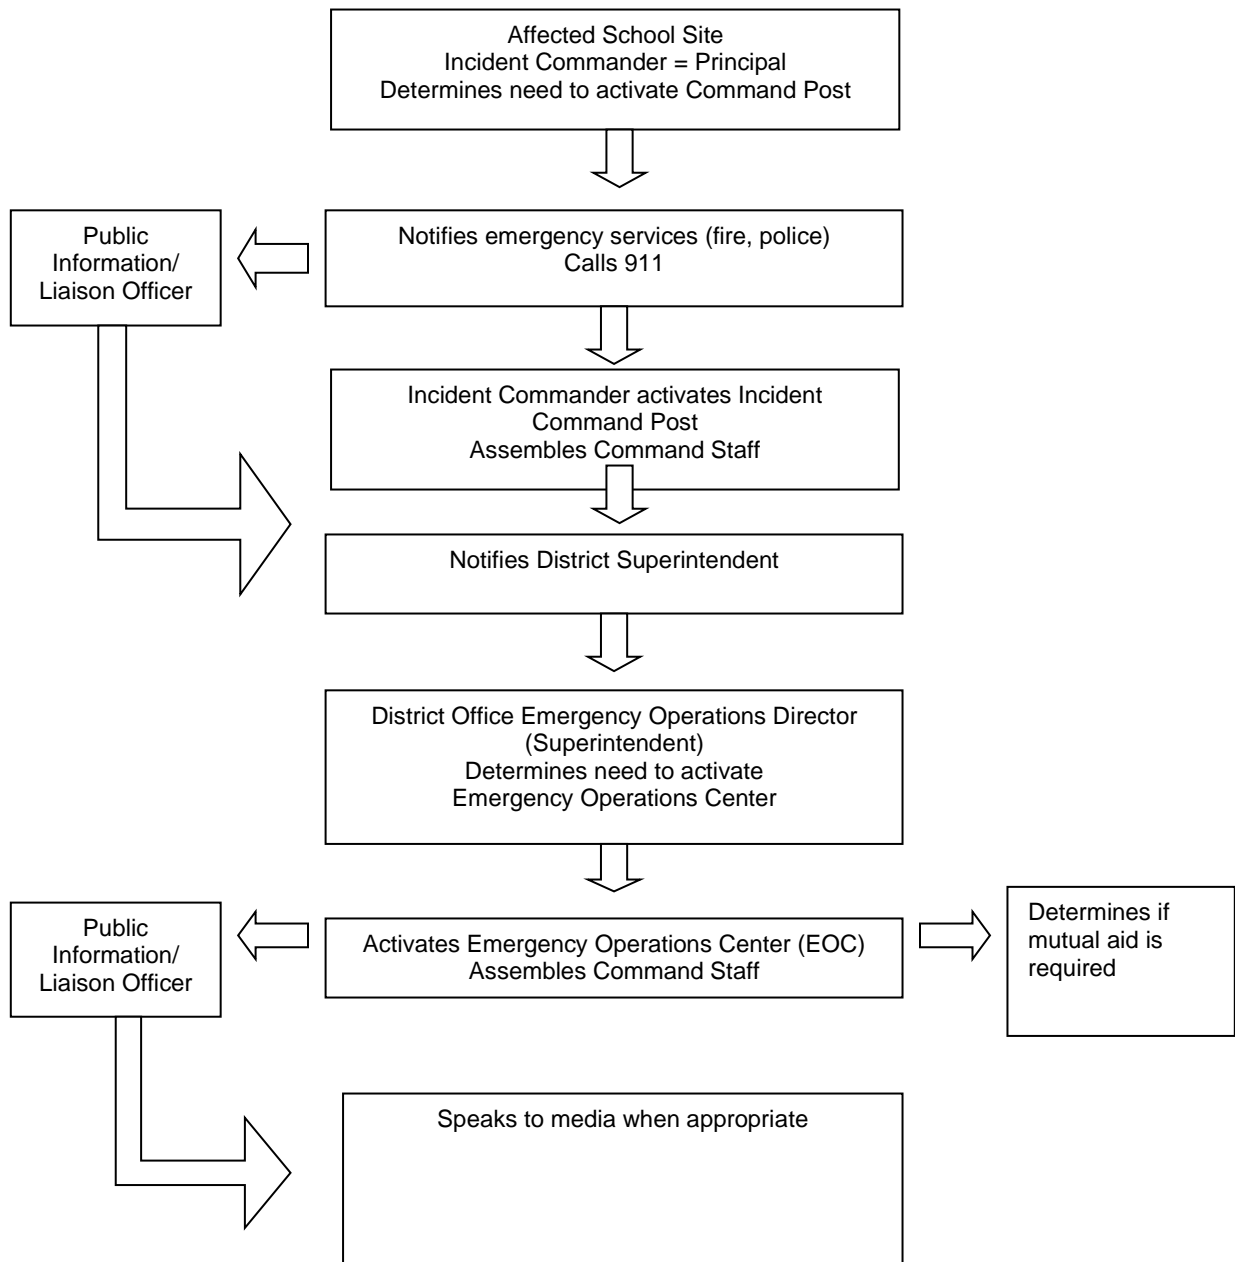 Affected School Site
Incident Commander = Principal
Determines need to activate Command Post
Public
Information/
Liaison Officer
Notifies emergency services (fire, police)
Calls 911
Incident Commander activates Incident
Command Post
Assembles Command Staff
Notifies District Superintendent
District Office Emergency Operations Director
(Superintendent)
Determines need to activate
Emergency Operations Center
Public
Information/
Liaison Officer
Activates Emergency Operations Center (EOC)
Assembles Command Staff
Determines if
mutual aid is
required
Speaks to media when appropriate